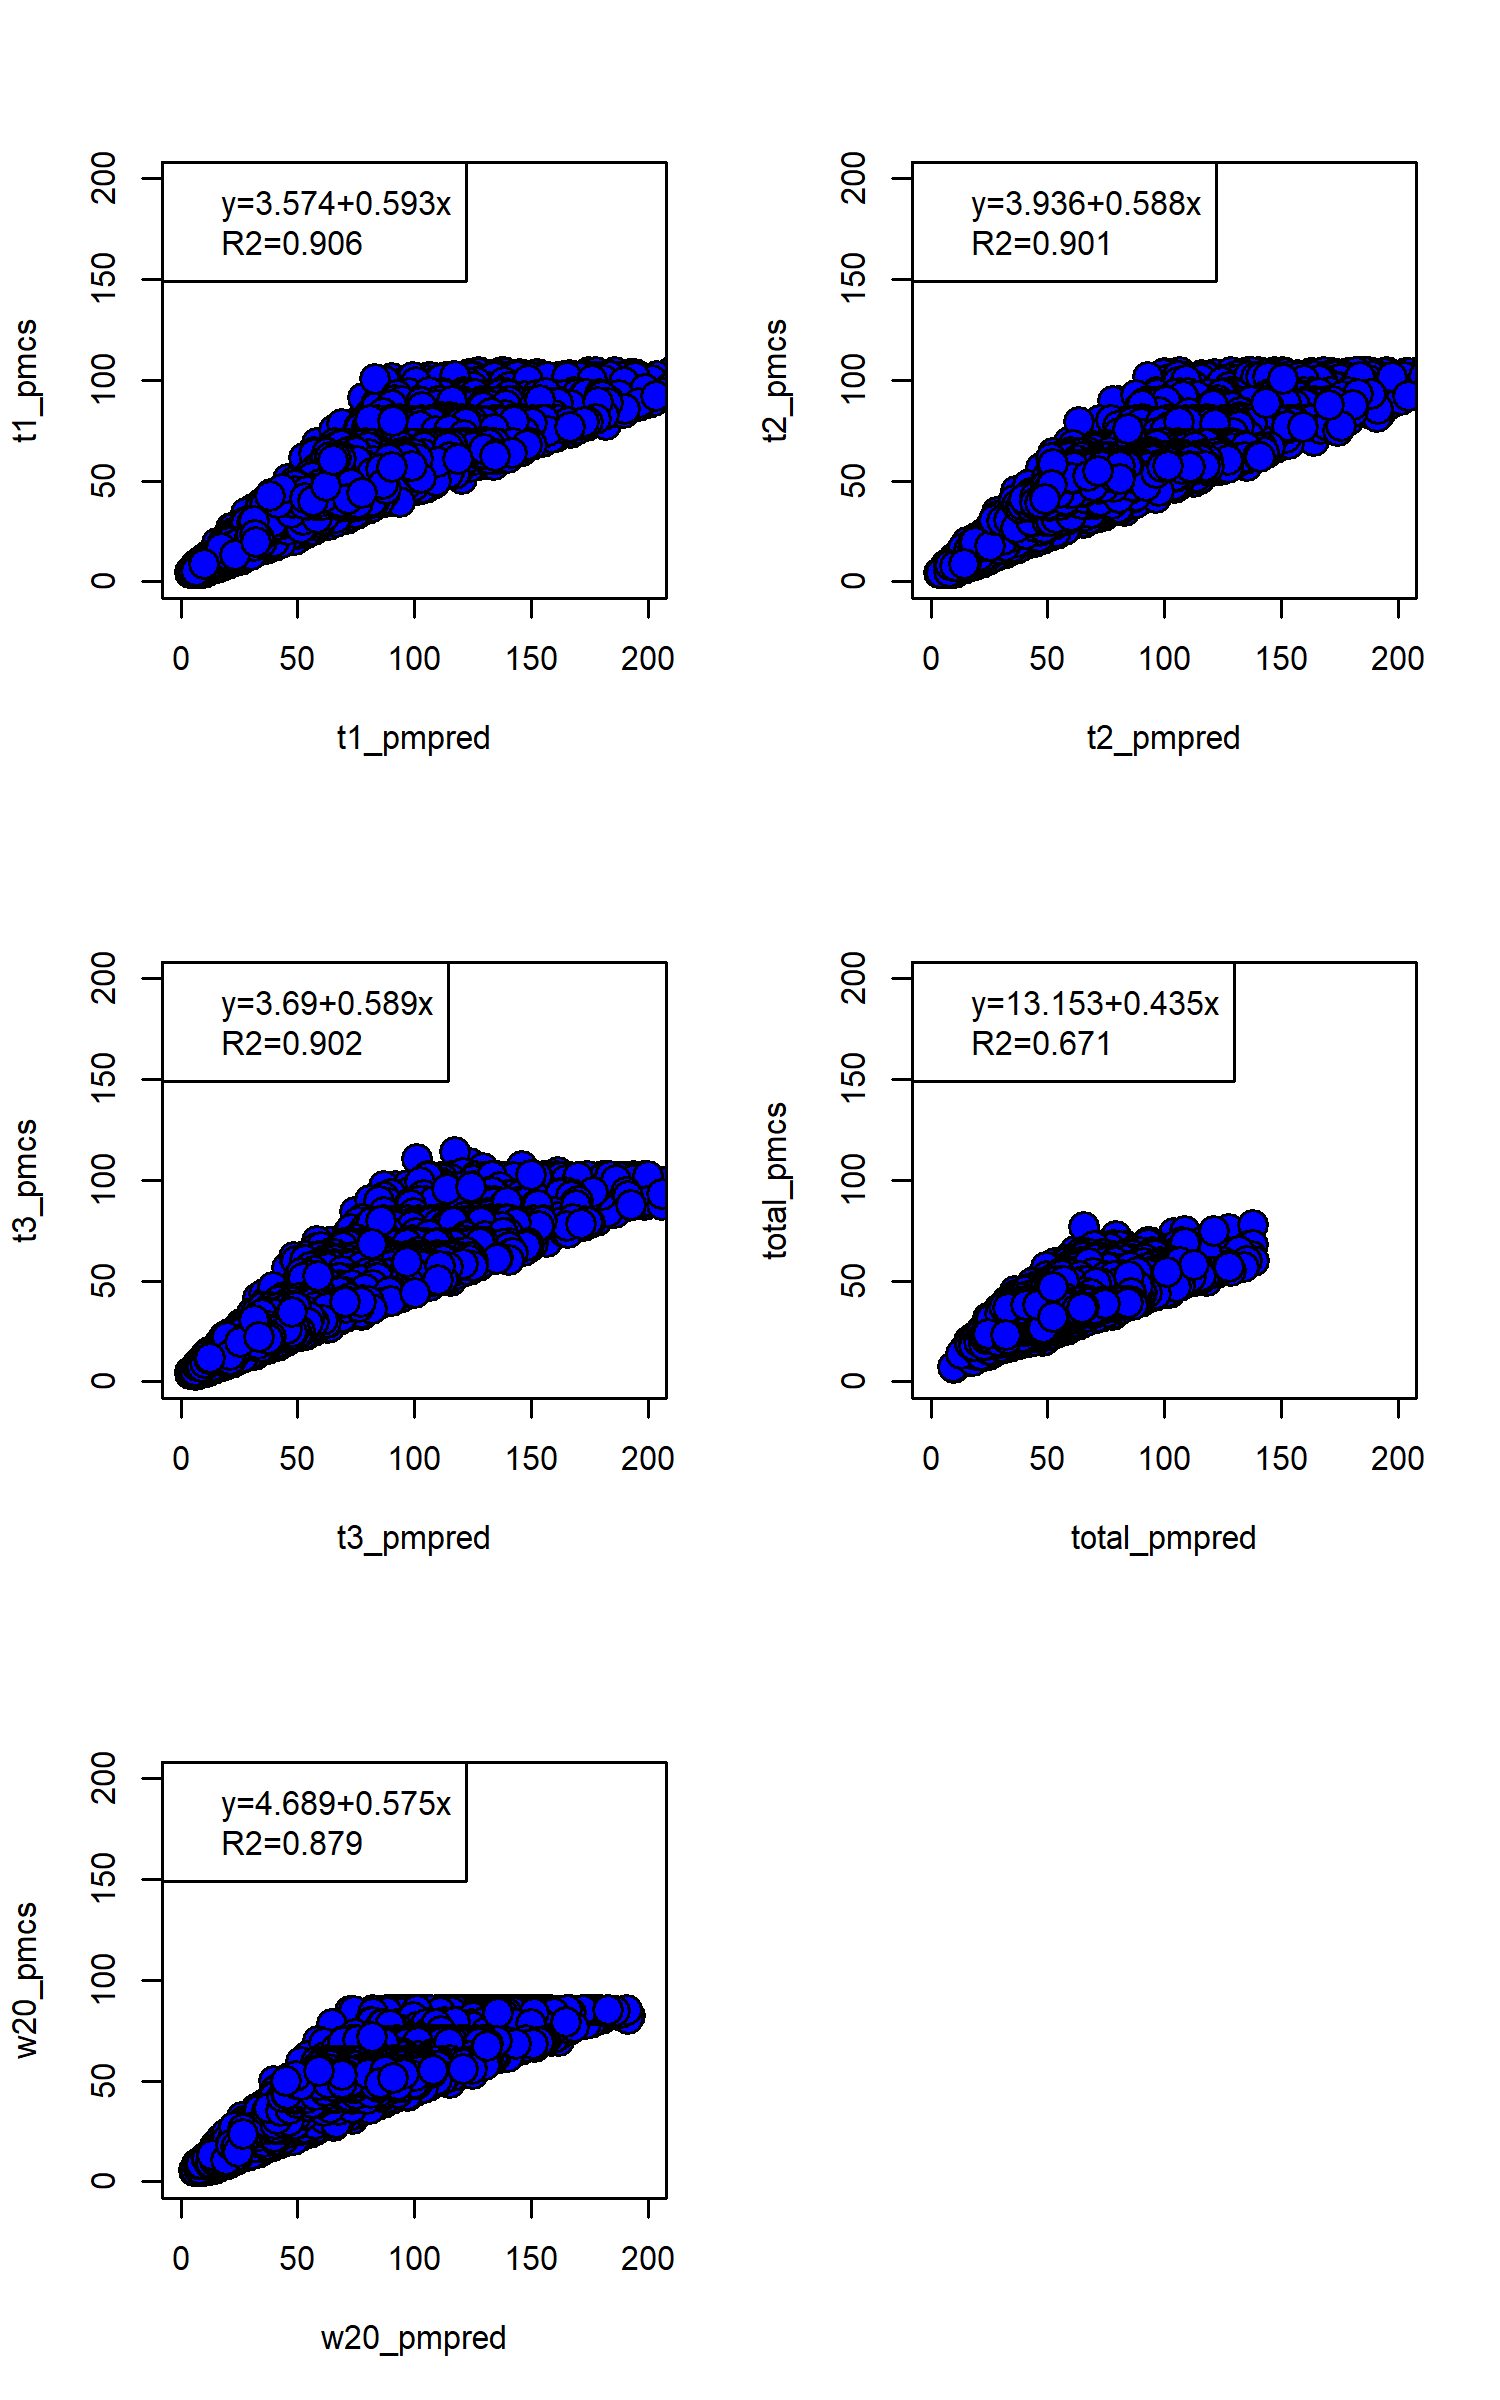 y=3.574+0.593x
R2=0.906
0
50
100
150
200
t1_pmcs
0 50 100 150 200
t1_pmpred
y=3.936+0.588x
R2=0.901
0
50
100
150
200
t2_pmcs
0 50 100 150 200
t2_pmpred
y=3.69+0.589x
R2=0.902
0
50
100
150
200
t3_pmcs
0 50 100 150 200
t3_pmpred
y=13.153+0.435x
R2=0.671
0
50
100
150
200
total_pmcs
0 50 100 150 200
total_pmpred
y=4.689+0.575x
R2=0.879
0
50
100
150
200
w20_pmcs
0 50 100 150 200
w20_pmpred